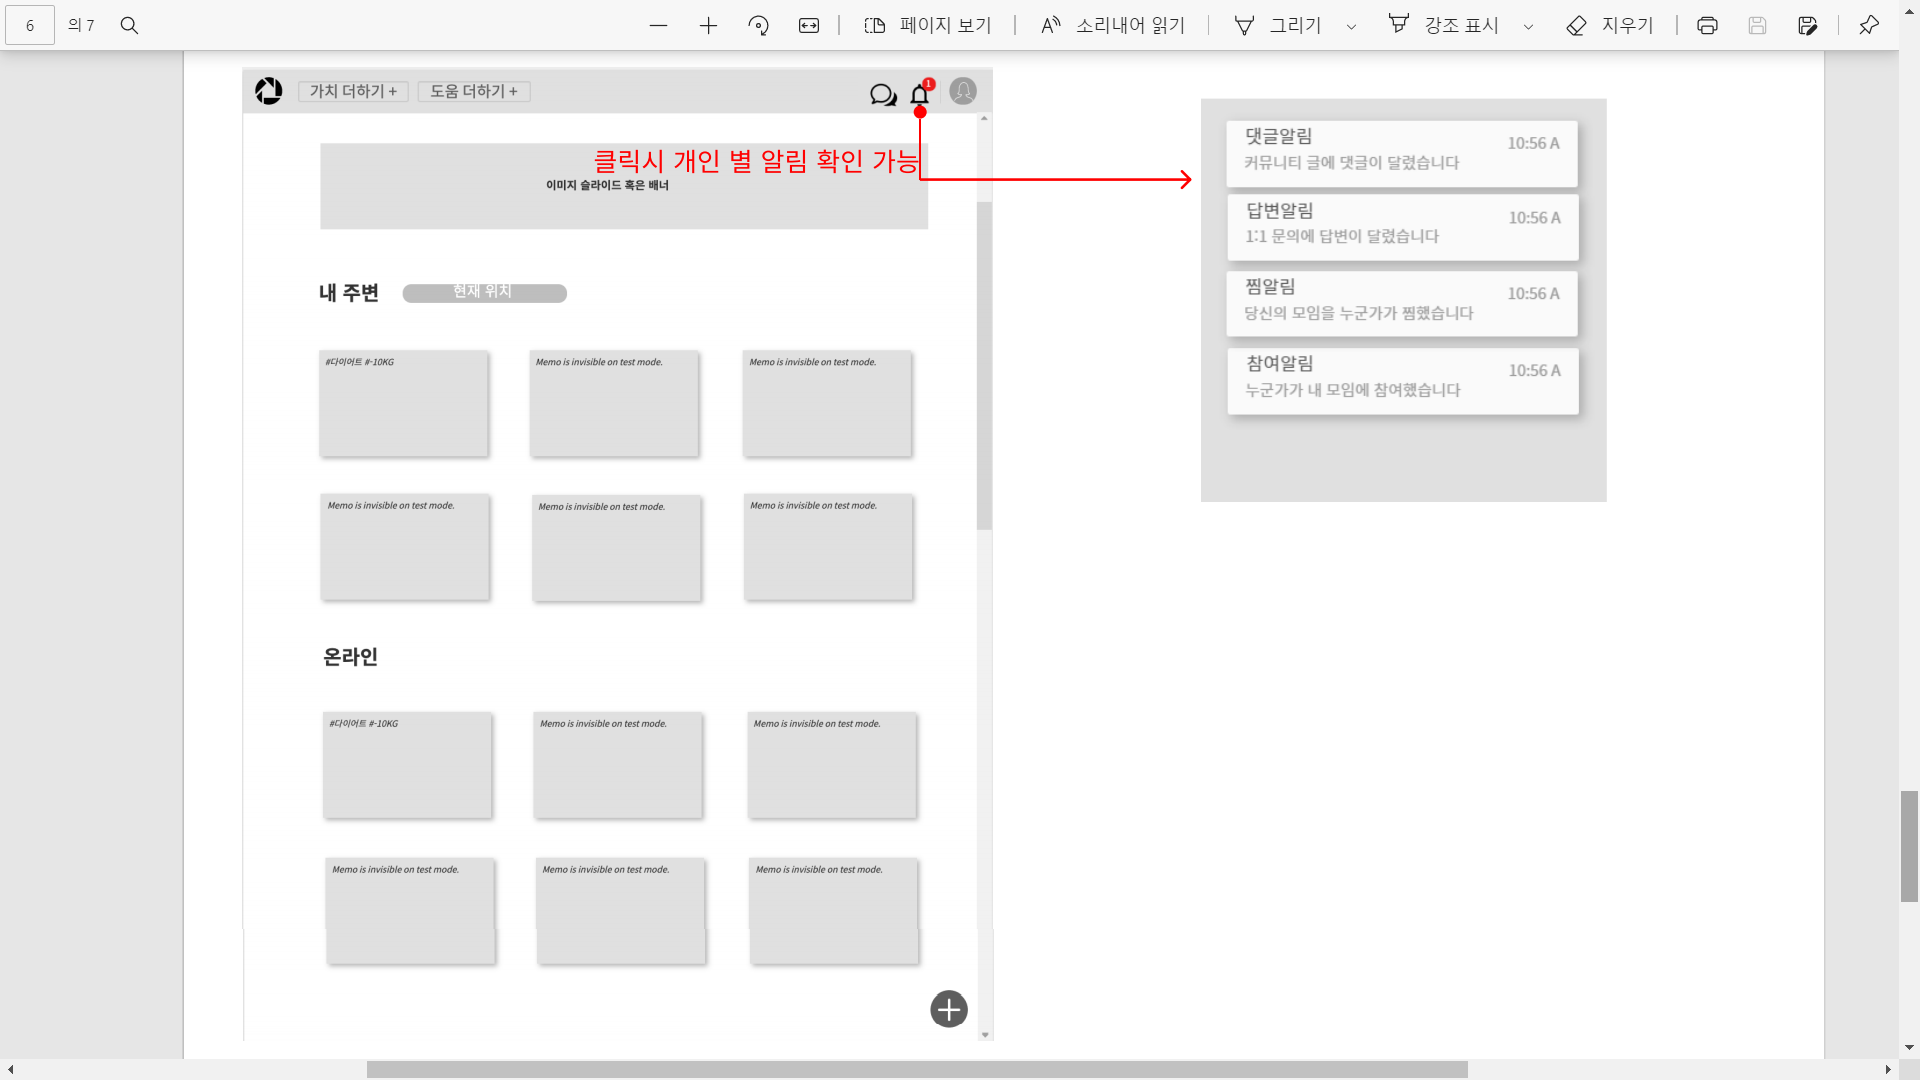 6 의 7 페이지 보기 소리내어 읽기 그리기 강조 표시 지우기
가치 더하기 + 도움 더하기 + 1
클릭시 개인 별 알림 확인 가능
이미지 슬라이드 혹은 배너
내 주변 현재 위치
#다이어트 #-10KG Memo is invisible on test mode. Memo is invisible on test mode.
Memo is invisible on test mode. Memo is invisible on test mode. Memo is invisible on test mode.
온라인
#다이어트 #-10KG Memo is invisible on test mode. Memo is invisible on test mode.
Memo is invisible on test mode. Memo is invisible on test mode. Memo is invisible on test mode.
댓글알림 10:56 A
커뮤니티 글에 댓글이 달렸습니다
답변알림 10:56 A
1:1 문의에 답변이 달렸습니다
찜알림 10:56 A
당신의 모임을 누군가가 찜했습니다
참여알림 10:56 A
누군가가 내 모임에 참여했습니다